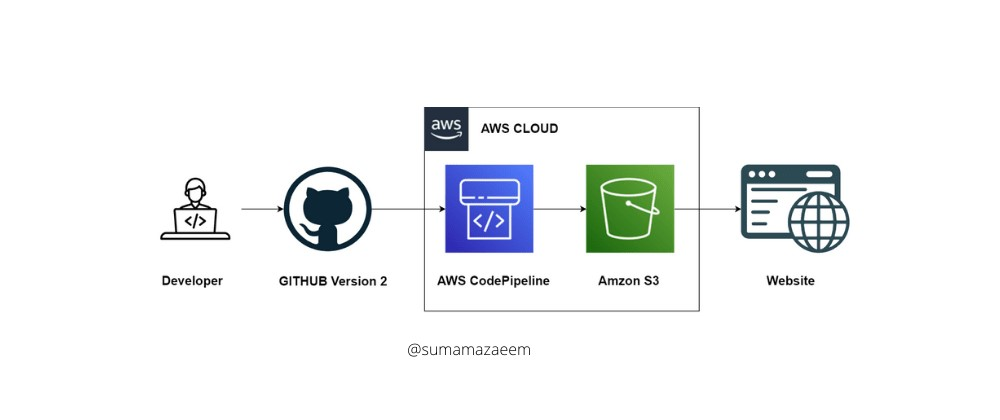 aws
AWS CLOUD
</>
</>
Developer
GITHUB Version 2
AWS CodePipeline
Amzon S3
Website
@sumamazaeem